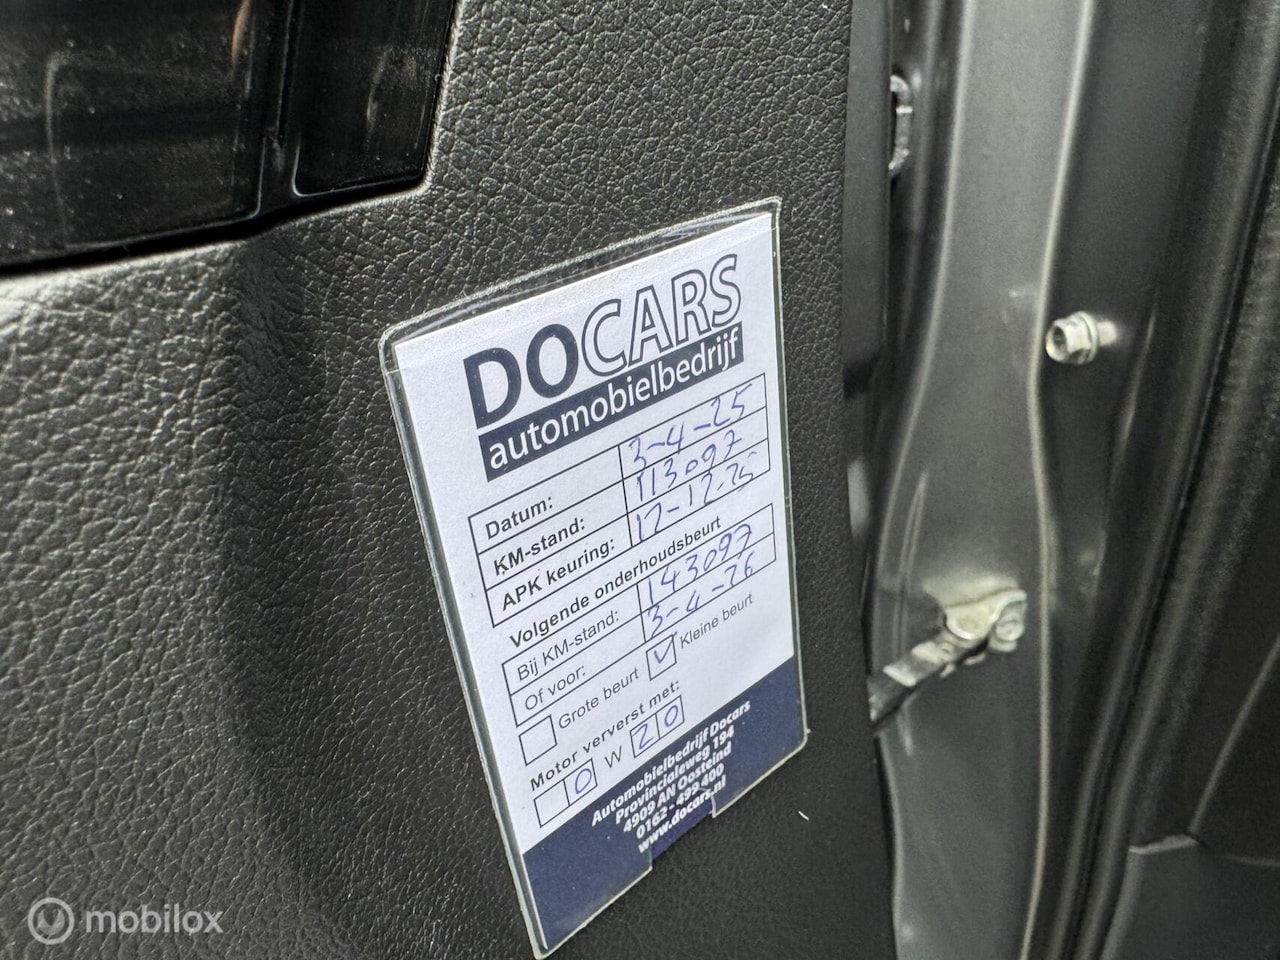 DOCARS
automobielbedrijf
Datum: 3-4-25
KM-stand: 113097
APK keuring: 12-12-25
Volgende onderhoudsbeurt
Bij KM-stand: 143097
Of voor: 3-4-26
Grote beurt V Kleine beurt
Motor ververst met:
0 W 20
Automobielbedrijf Docars
Provincialeweg 194
4909 AN Oosteind
0162 - 499 400
www.docars.nl
mobilox